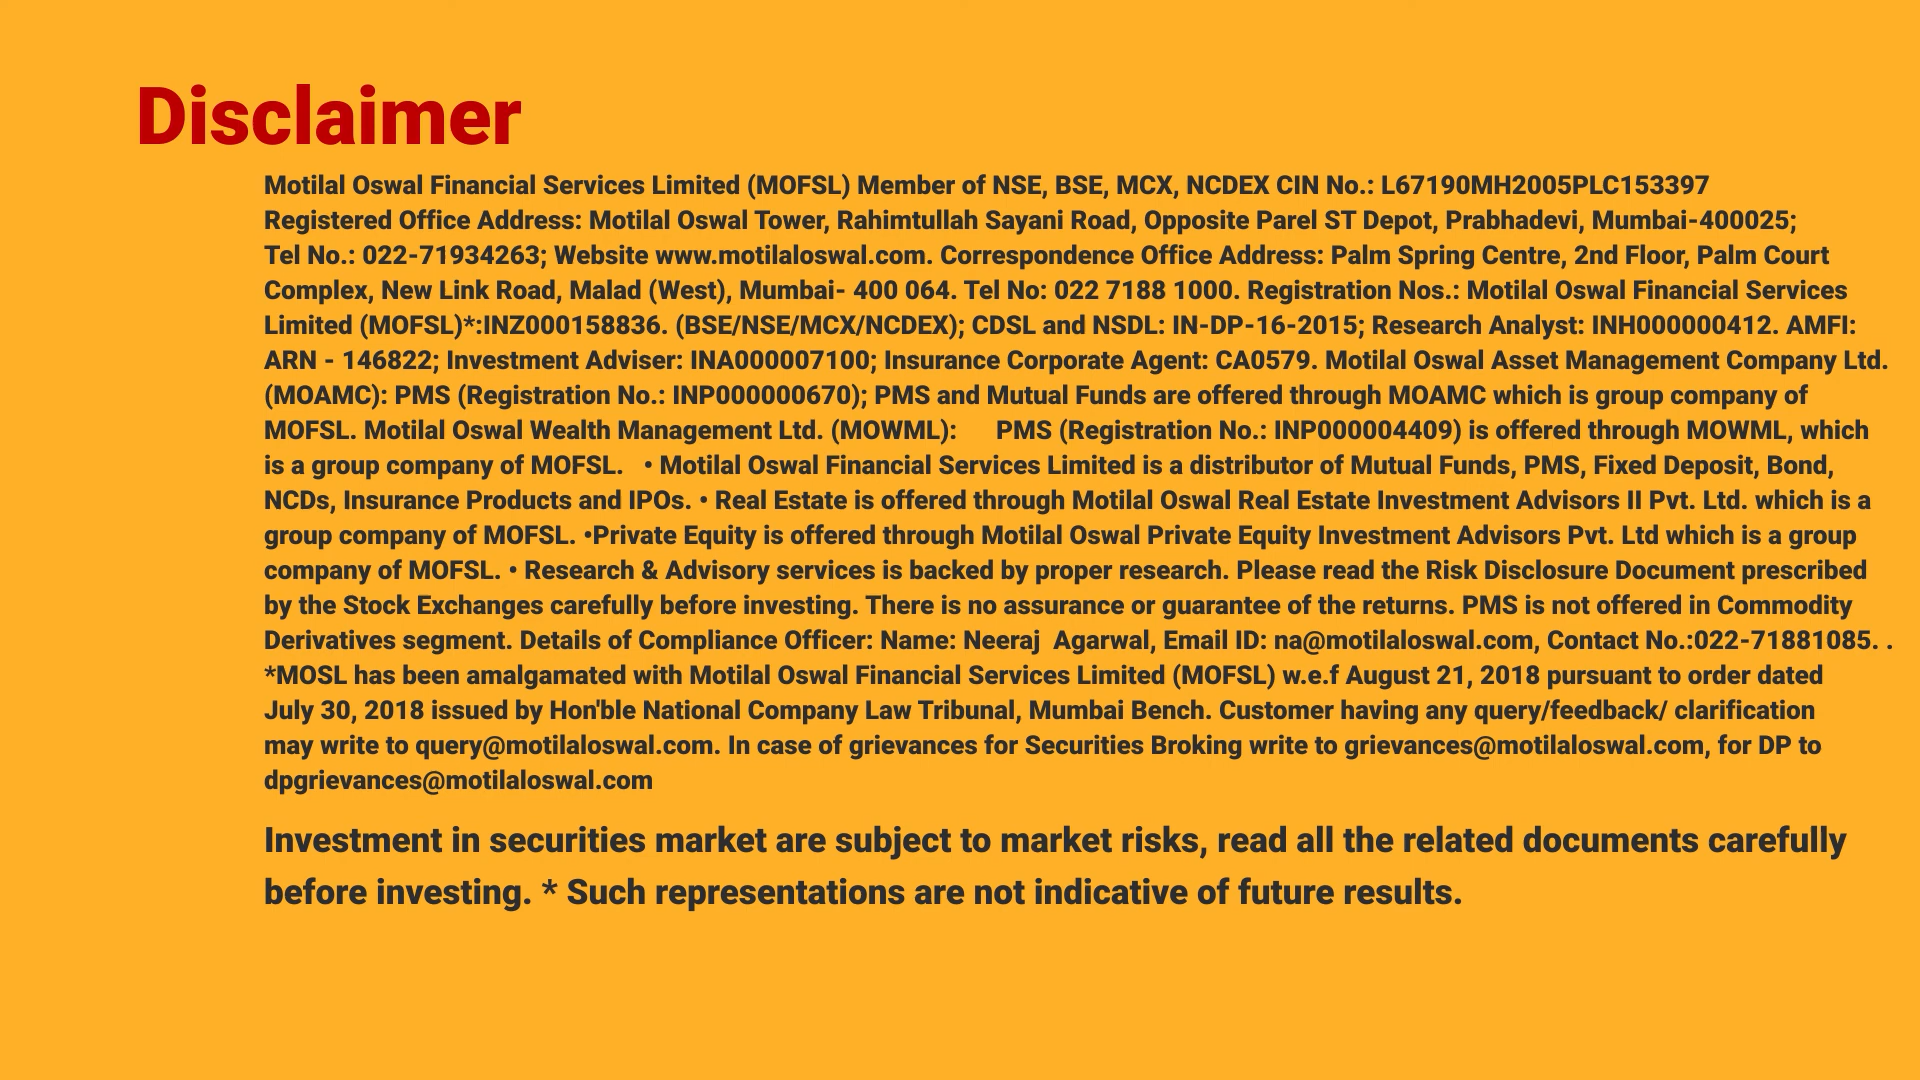 Disclaimer
Motilal Oswal Financial Services Limited (MOFSL) Member of NSE, BSE, MCX, NCDEX CIN No.: L67190MH2005PLC153397
Registered Office Address: Motilal Oswal Tower, Rahimtullah Sayani Road, Opposite Parel ST Depot, Prabhadevi, Mumbai-400025;
Tel No.: 022-71934263; Website www.motilaloswal.com. Correspondence Office Address: Palm Spring Centre, 2nd Floor, Palm Court
Complex, New Link Road, Malad (West), Mumbai- 400 064. Tel No: 022 7188 1000. Registration Nos.: Motilal Oswal Financial Services
Limited (MOFSL)*:INZ000158836. (BSE/NSE/MCX/NCDEX); CDSL and NSDL: IN-DP-16-2015; Research Analyst: INH000000412. AMFI:
ARN - 146822; Investment Adviser: INA000007100; Insurance Corporate Agent: CA0579. Motilal Oswal Asset Management Company Ltd.
(MOAMC): PMS (Registration No.: INP000000670); PMS and Mutual Funds are offered through MOAMC which is group company of
MOFSL. Motilal Oswal Wealth Management Ltd. (MOWML):      PMS (Registration No.: INP000004409) is offered through MOWML, which
is a group company of MOFSL.   • Motilal Oswal Financial Services Limited is a distributor of Mutual Funds, PMS, Fixed Deposit, Bond,
NCDs, Insurance Products and IPOs. • Real Estate is offered through Motilal Oswal Real Estate Investment Advisors II Pvt. Ltd. which is a
group company of MOFSL. •Private Equity is offered through Motilal Oswal Private Equity Investment Advisors Pvt. Ltd which is a group
company of MOFSL. • Research & Advisory services is backed by proper research. Please read the Risk Disclosure Document prescribed
by the Stock Exchanges carefully before investing. There is no assurance or guarantee of the returns. PMS is not offered in Commodity
Derivatives segment. Details of Compliance Officer: Name: Neeraj  Agarwal, Email ID: na@motilaloswal.com, Contact No.:022-71881085. .
*MOSL has been amalgamated with Motilal Oswal Financial Services Limited (MOFSL) w.e.f August 21, 2018 pursuant to order dated
July 30, 2018 issued by Hon'ble National Company Law Tribunal, Mumbai Bench. Customer having any query/feedback/ clarification
may write to query@motilaloswal.com. In case of grievances for Securities Broking write to grievances@motilaloswal.com, for DP to
dpgrievances@motilaloswal.com
Investment in securities market are subject to market risks, read all the related documents carefully
before investing. * Such representations are not indicative of future results.